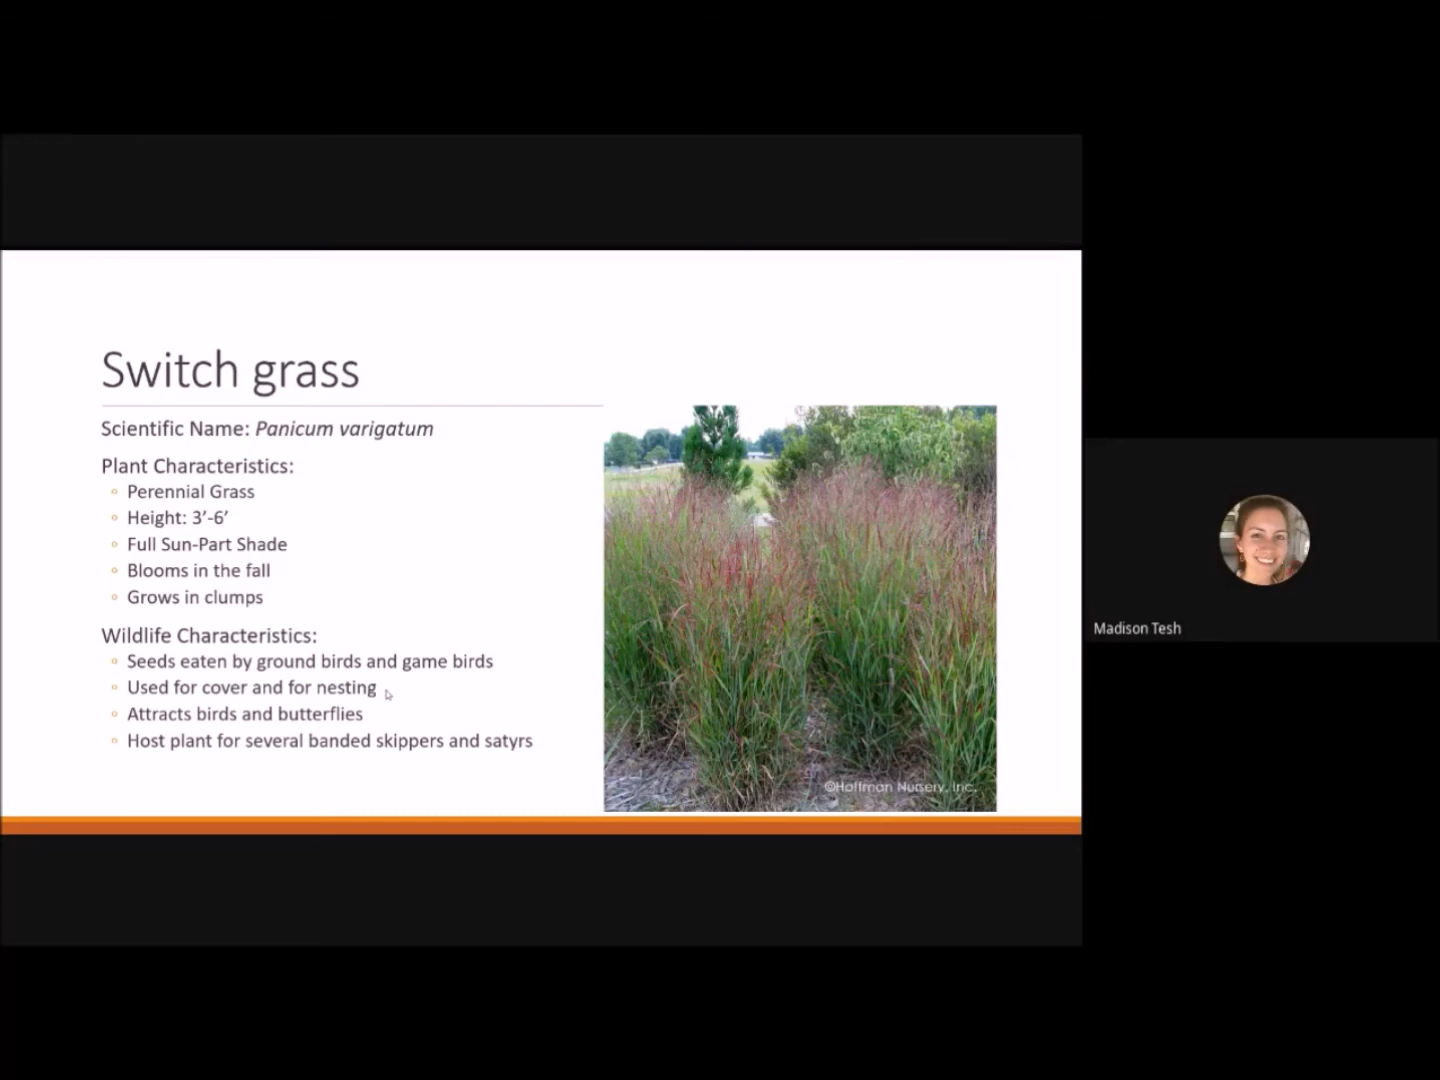 Switch grass
Scientific Name: Panicum varigatum
Plant Characteristics:
Perennial Grass
Height: 3’-6’
Full Sun-Part Shade
Blooms in the fall
Grows in clumps
Wildlife Characteristics:
Seeds eaten by ground birds and game birds
Used for cover and for nesting
Attracts birds and butterflies
Host plant for several banded skippers and satyrs
©Hoffman Nursery, Inc.
Madison Tesh